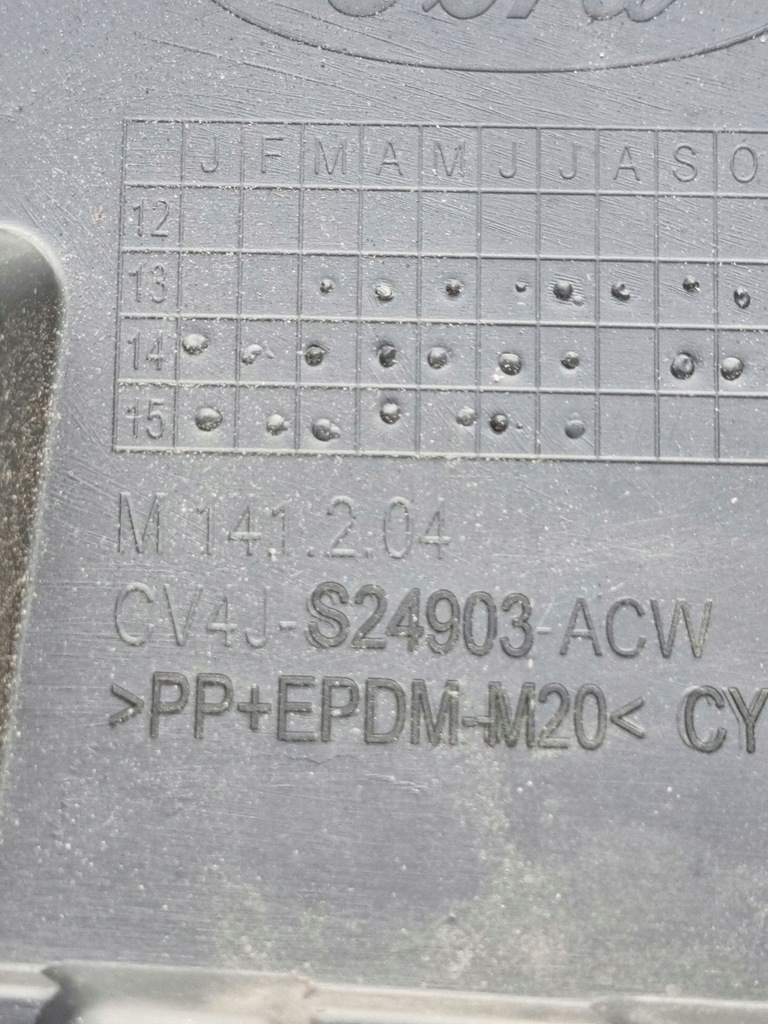 J F M A M J J A S O
12
13
14
15
M 141.2.04
CV4J-S24903-ACW
>PP+EPDM-M20< CY